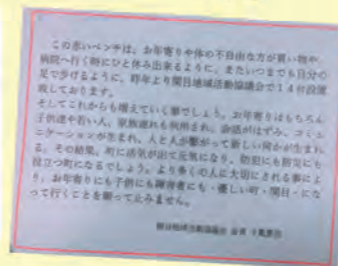 この赤いベンチは、お年寄りや体の不自由な方が買い物や
病院へ行く時にひと休み出来るように、またいつまでも自分の
足で歩けるように、昨年より関目地域活動協議会で14台設置
致しております。
そしてこれからも増えていく事でしょう。お年寄りはもちろん
子供達や若い人、家族連れも利用され、会話がはずみ、コミュ
ニケーションが生まれ、人と人が繋がって新しい何かが生まれ
る。その結果、町に活気が出て元気になり、防犯にも防災にも
役立つ町になるでしょう。より多くの人に大切にされる事によ
り、お年寄りにも子供にも障害者にも・優しい町・関目・にな
って行くことを願って止みません。
関目地域活動協議会 会長